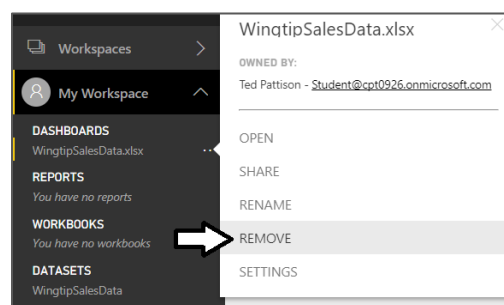 Workspaces
My Workspace
DASHBOARDS
WingtipSalesData.xlsx
REPORTS
You have no reports
WORKBOOKS
You have no workbooks
DATASETS
WingtipSalesData
WingtipSalesData.xlsx
OWNED BY:
Ted Pattison - Student@cpt0926.onmicrosoft.com
OPEN
SHARE
RENAME
REMOVE
SETTINGS